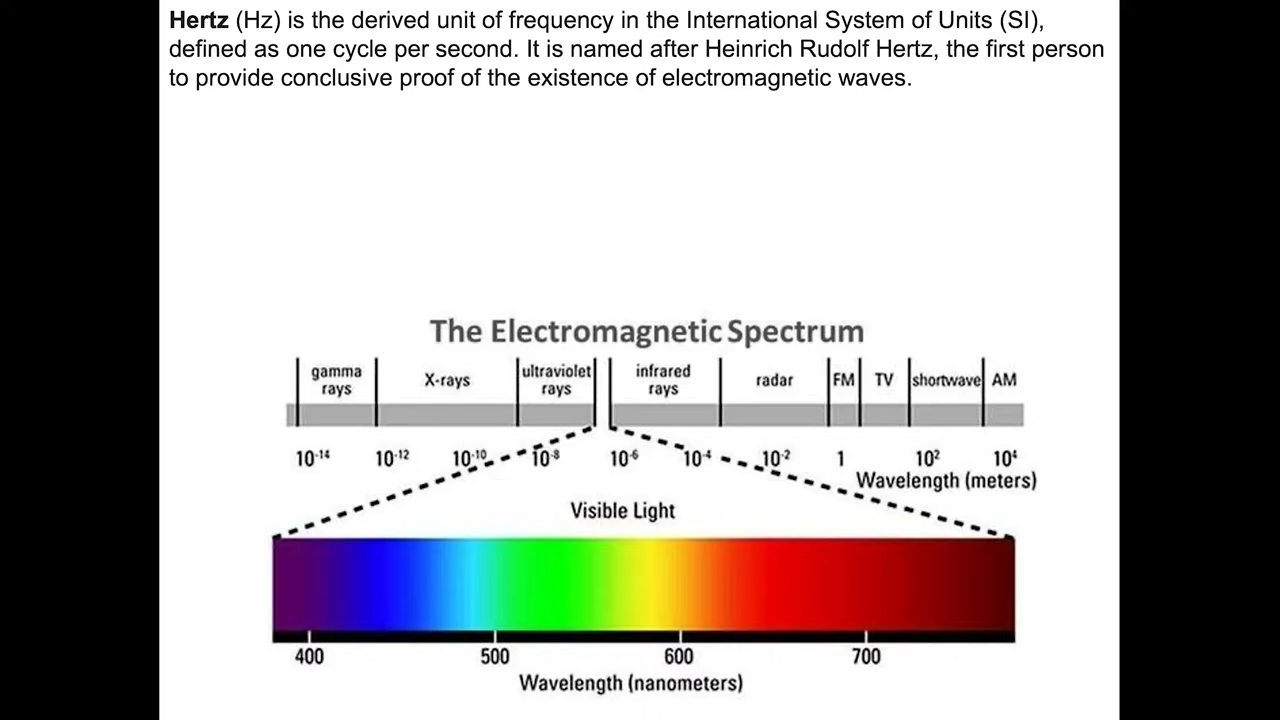 Hertz (Hz) is the derived unit of frequency in the International System of Units (SI),
defined as one cycle per second. It is named after Heinrich Rudolf Hertz, the first person
to provide conclusive proof of the existence of electromagnetic waves.
The Electromagnetic Spectrum
gamma rays X-rays ultraviolet rays infrared rays radar FM TV shortwave AM
10⁻¹⁴ 10⁻¹² 10⁻¹⁰ 10⁻⁸ 10⁻⁶ 10⁻⁴ 10⁻² 1 10² 10⁴
Wavelength (meters)
Visible Light
400 500 600 700
Wavelength (nanometers)